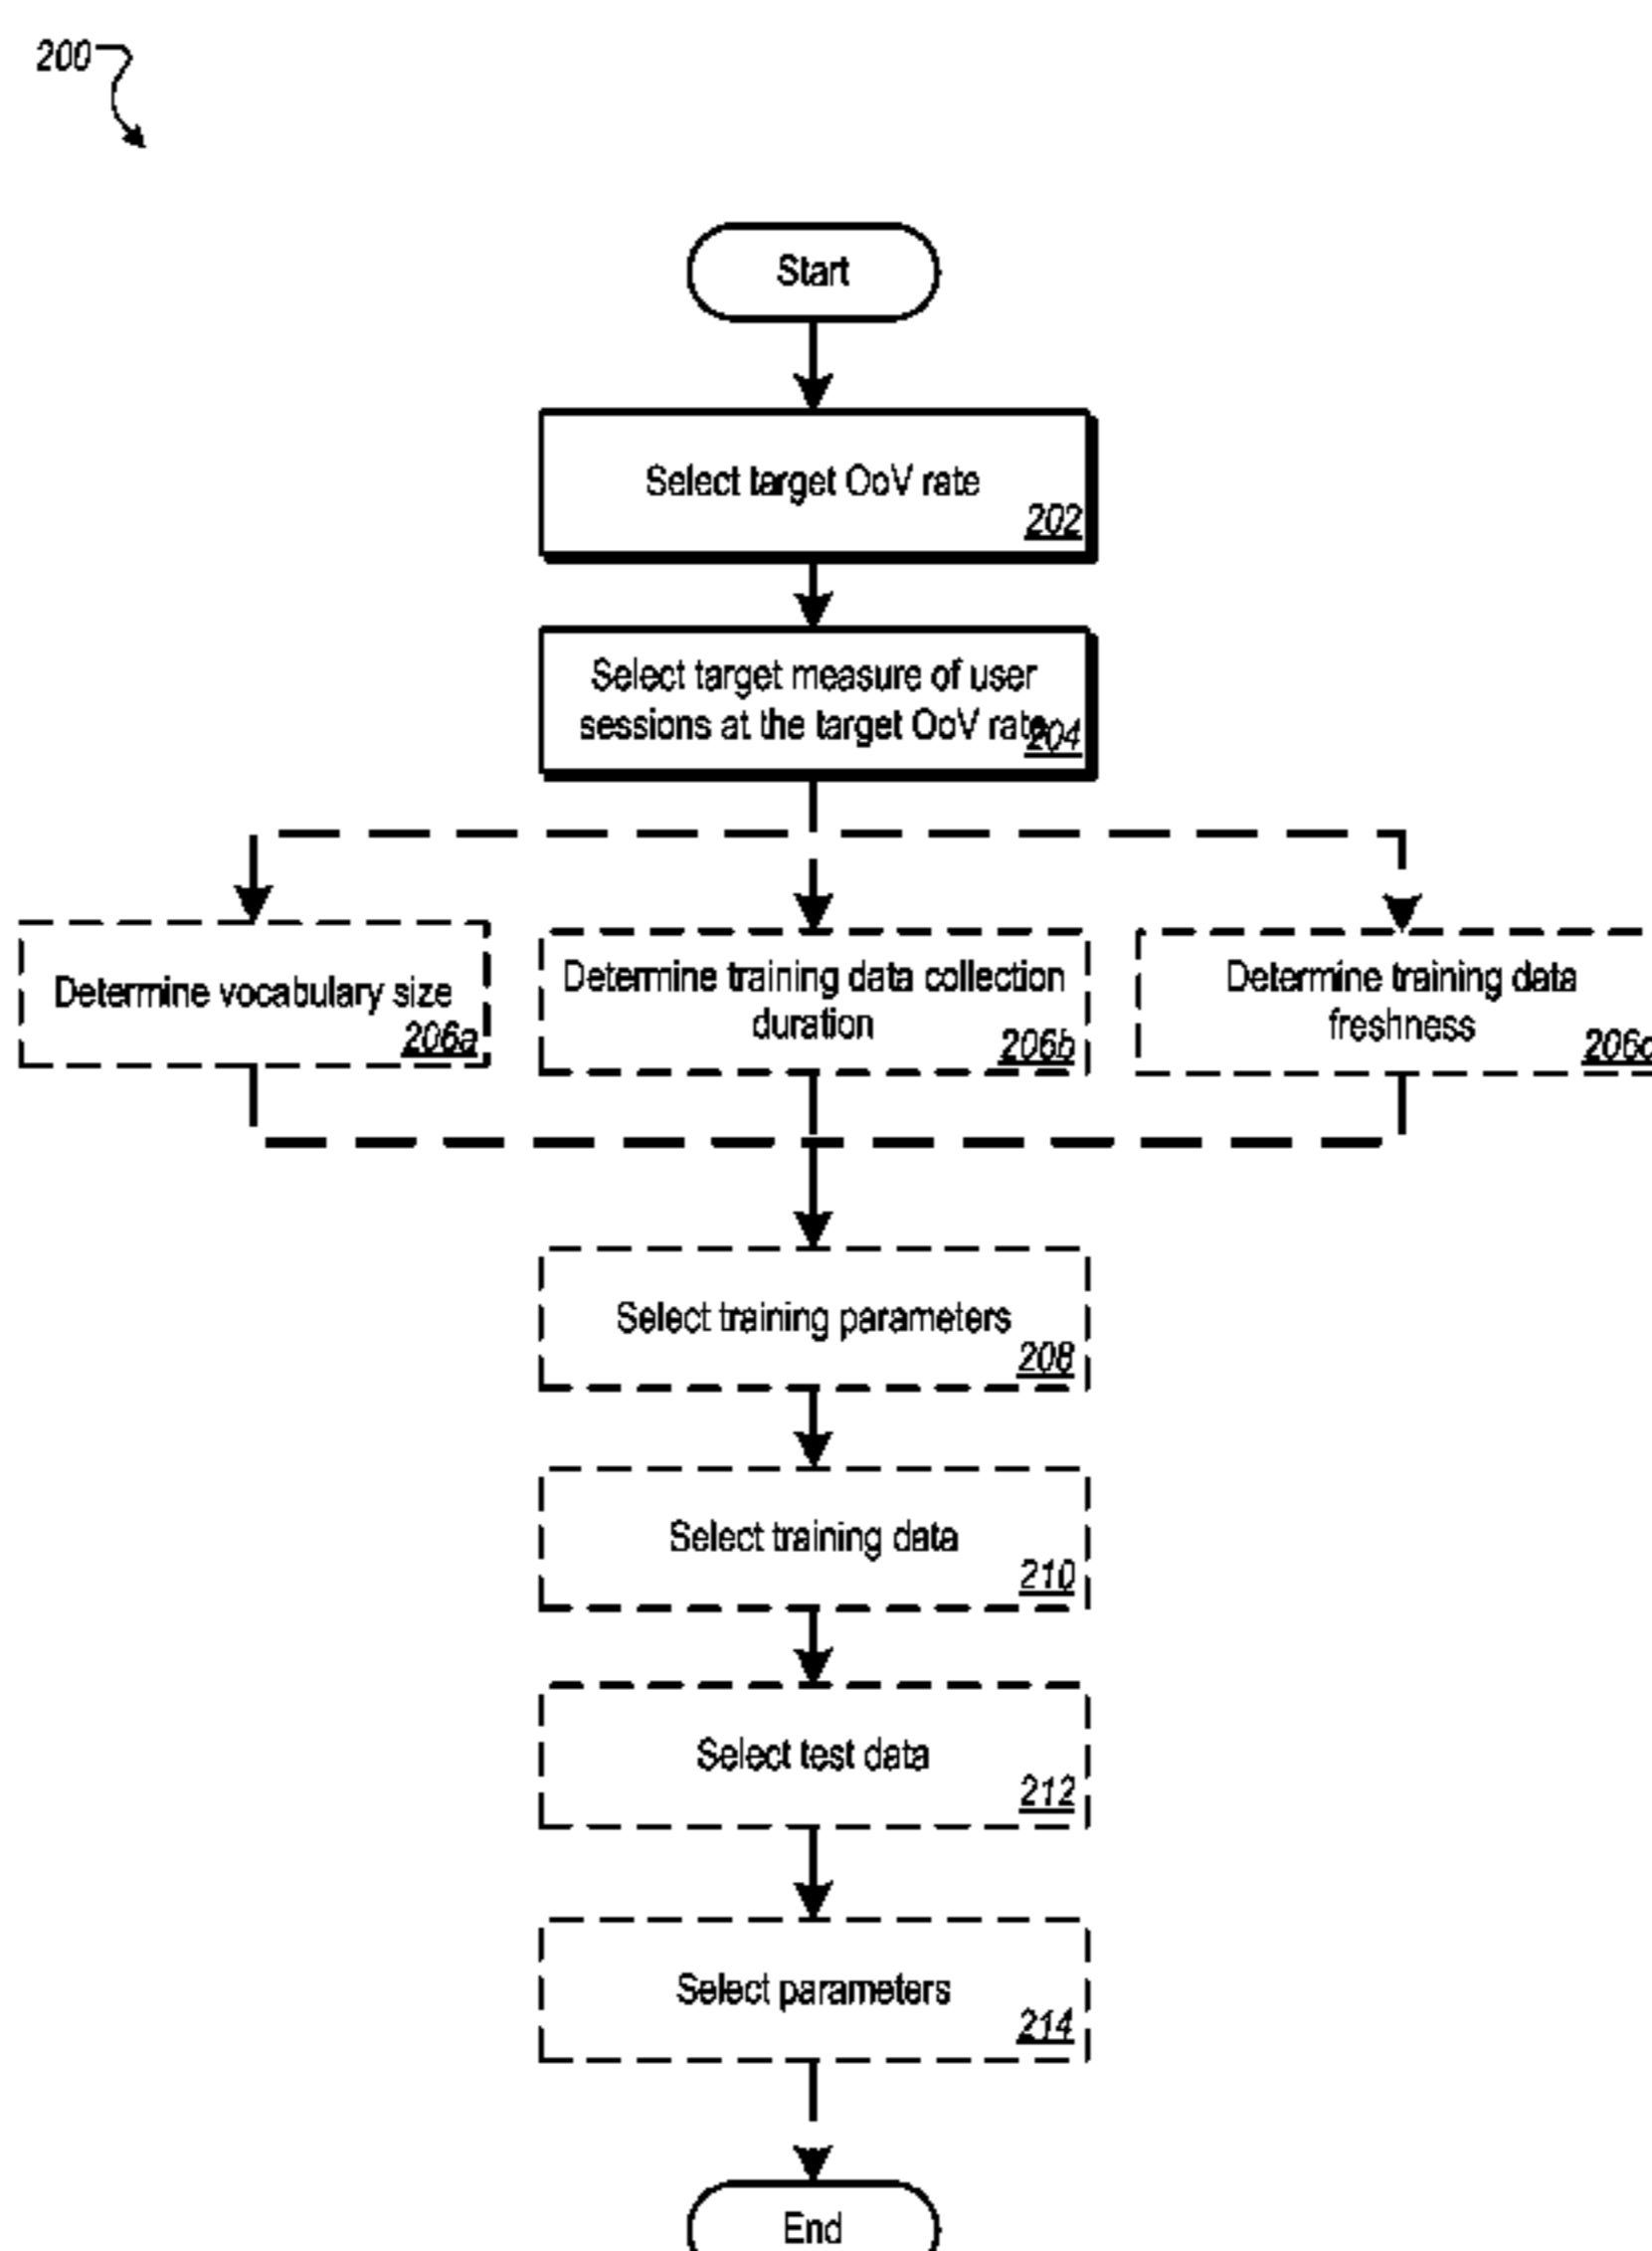 200
Start
Select target OoV rate
202
Select target measure of user
sessions at the target OoV rate
204
Determine vocabulary size
206a
Determine training data collection
duration
206b
Determine training data
freshness
206c
Select training parameters
208
Select training data
210
Select test data
212
Select parameters
214
End